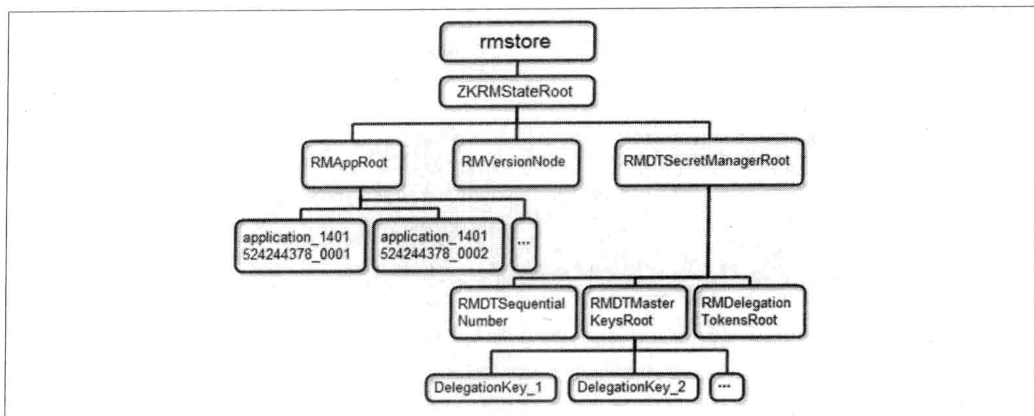 rmstore
ZKRMStateRoot
RMAppRoot
RMVersionNode
RMDTSecretManagerRoot
application_1401
524244378_0001
application_1401
524244378_0002
...
RMDTSequential
Number
RMDTMaster
KeysRoot
RMDelegation
TokensRoot
DelegationKey_1
DelegationKey_2
...